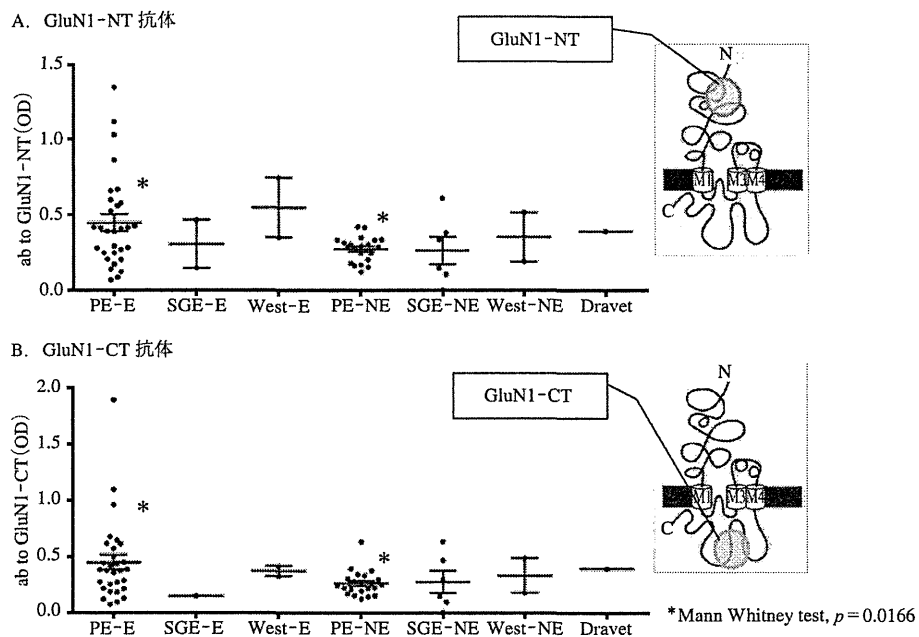 A. GluN1-NT 抗体
GluN1-NT
N
ab to GluN1-NT(OD)
1.5
1.0
0.5
0.0
*
*
M1 M3 M4
C
PE-E SGE-E West-E PE-NE SGE-NE West-NE Dravet
B. GluN1-CT 抗体
GluN1-CT
N
ab to GluN1-CT(OD)
2.0
1.5
1.0
0.5
0.0
*
*
M1 M3 M4
C
PE-E SGE-E West-E PE-NE SGE-NE West-NE Dravet
*Mann Whitney test, p=0.0166